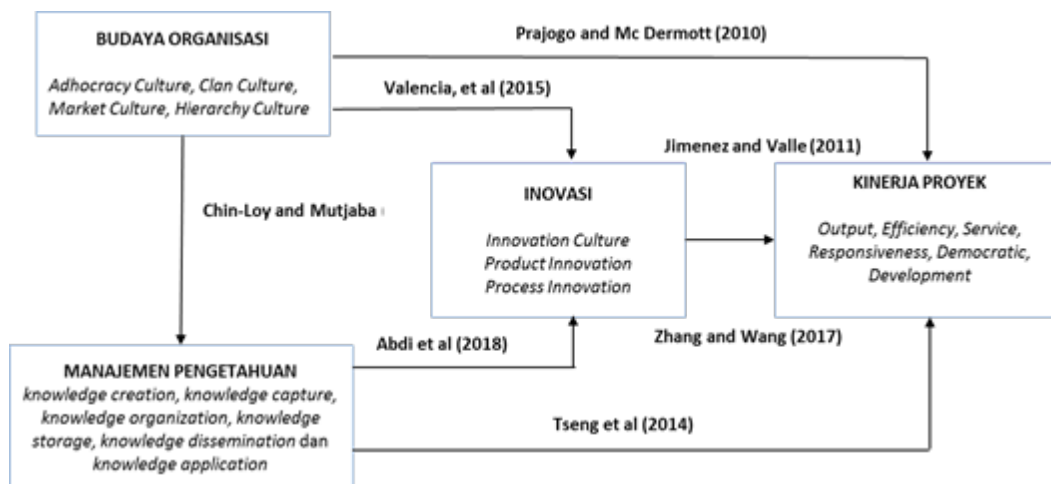 BUDAYA ORGANISASI
Adhocracy Culture, Clan Culture,
Market Culture, Hierarchy Culture
Prajogo and Mc Dermott (2010)
Valencia, et al (2015)
Jimenez and Valle (2011)
Chin-Loy and Mutjaba
INOVASI
Innovation Culture
Product Innovation
Process Innovation
KINERJA PROYEK
Output, Efficiency, Service,
Responsiveness, Democratic,
Development
Abdi et al (2018)
Zhang and Wang (2017)
MANAJEMEN PENGETAHUAN
knowledge creation, knowledge capture,
knowledge organization, knowledge
storage, knowledge dissemination dan
knowledge application
Tseng et al (2014)